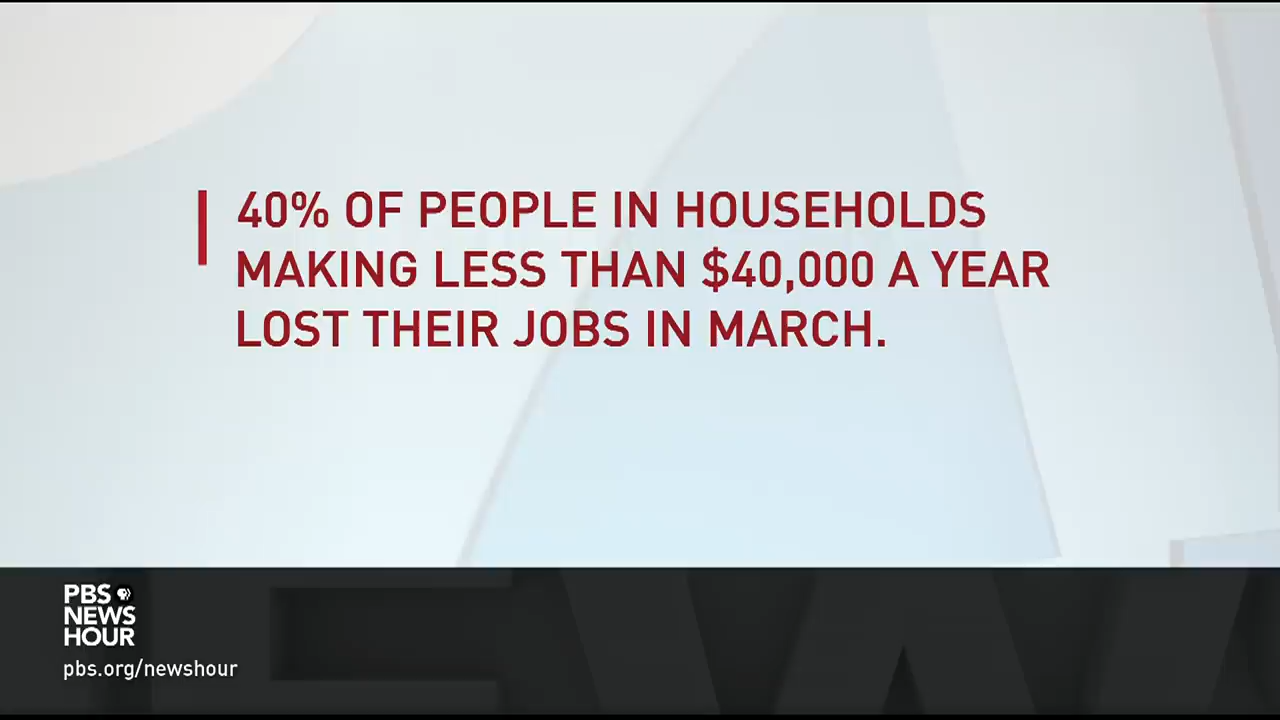 40% OF PEOPLE IN HOUSEHOLDS
MAKING LESS THAN $40,000 A YEAR
LOST THEIR JOBS IN MARCH.
PBS
NEWS
HOUR
pbs.org/newshour